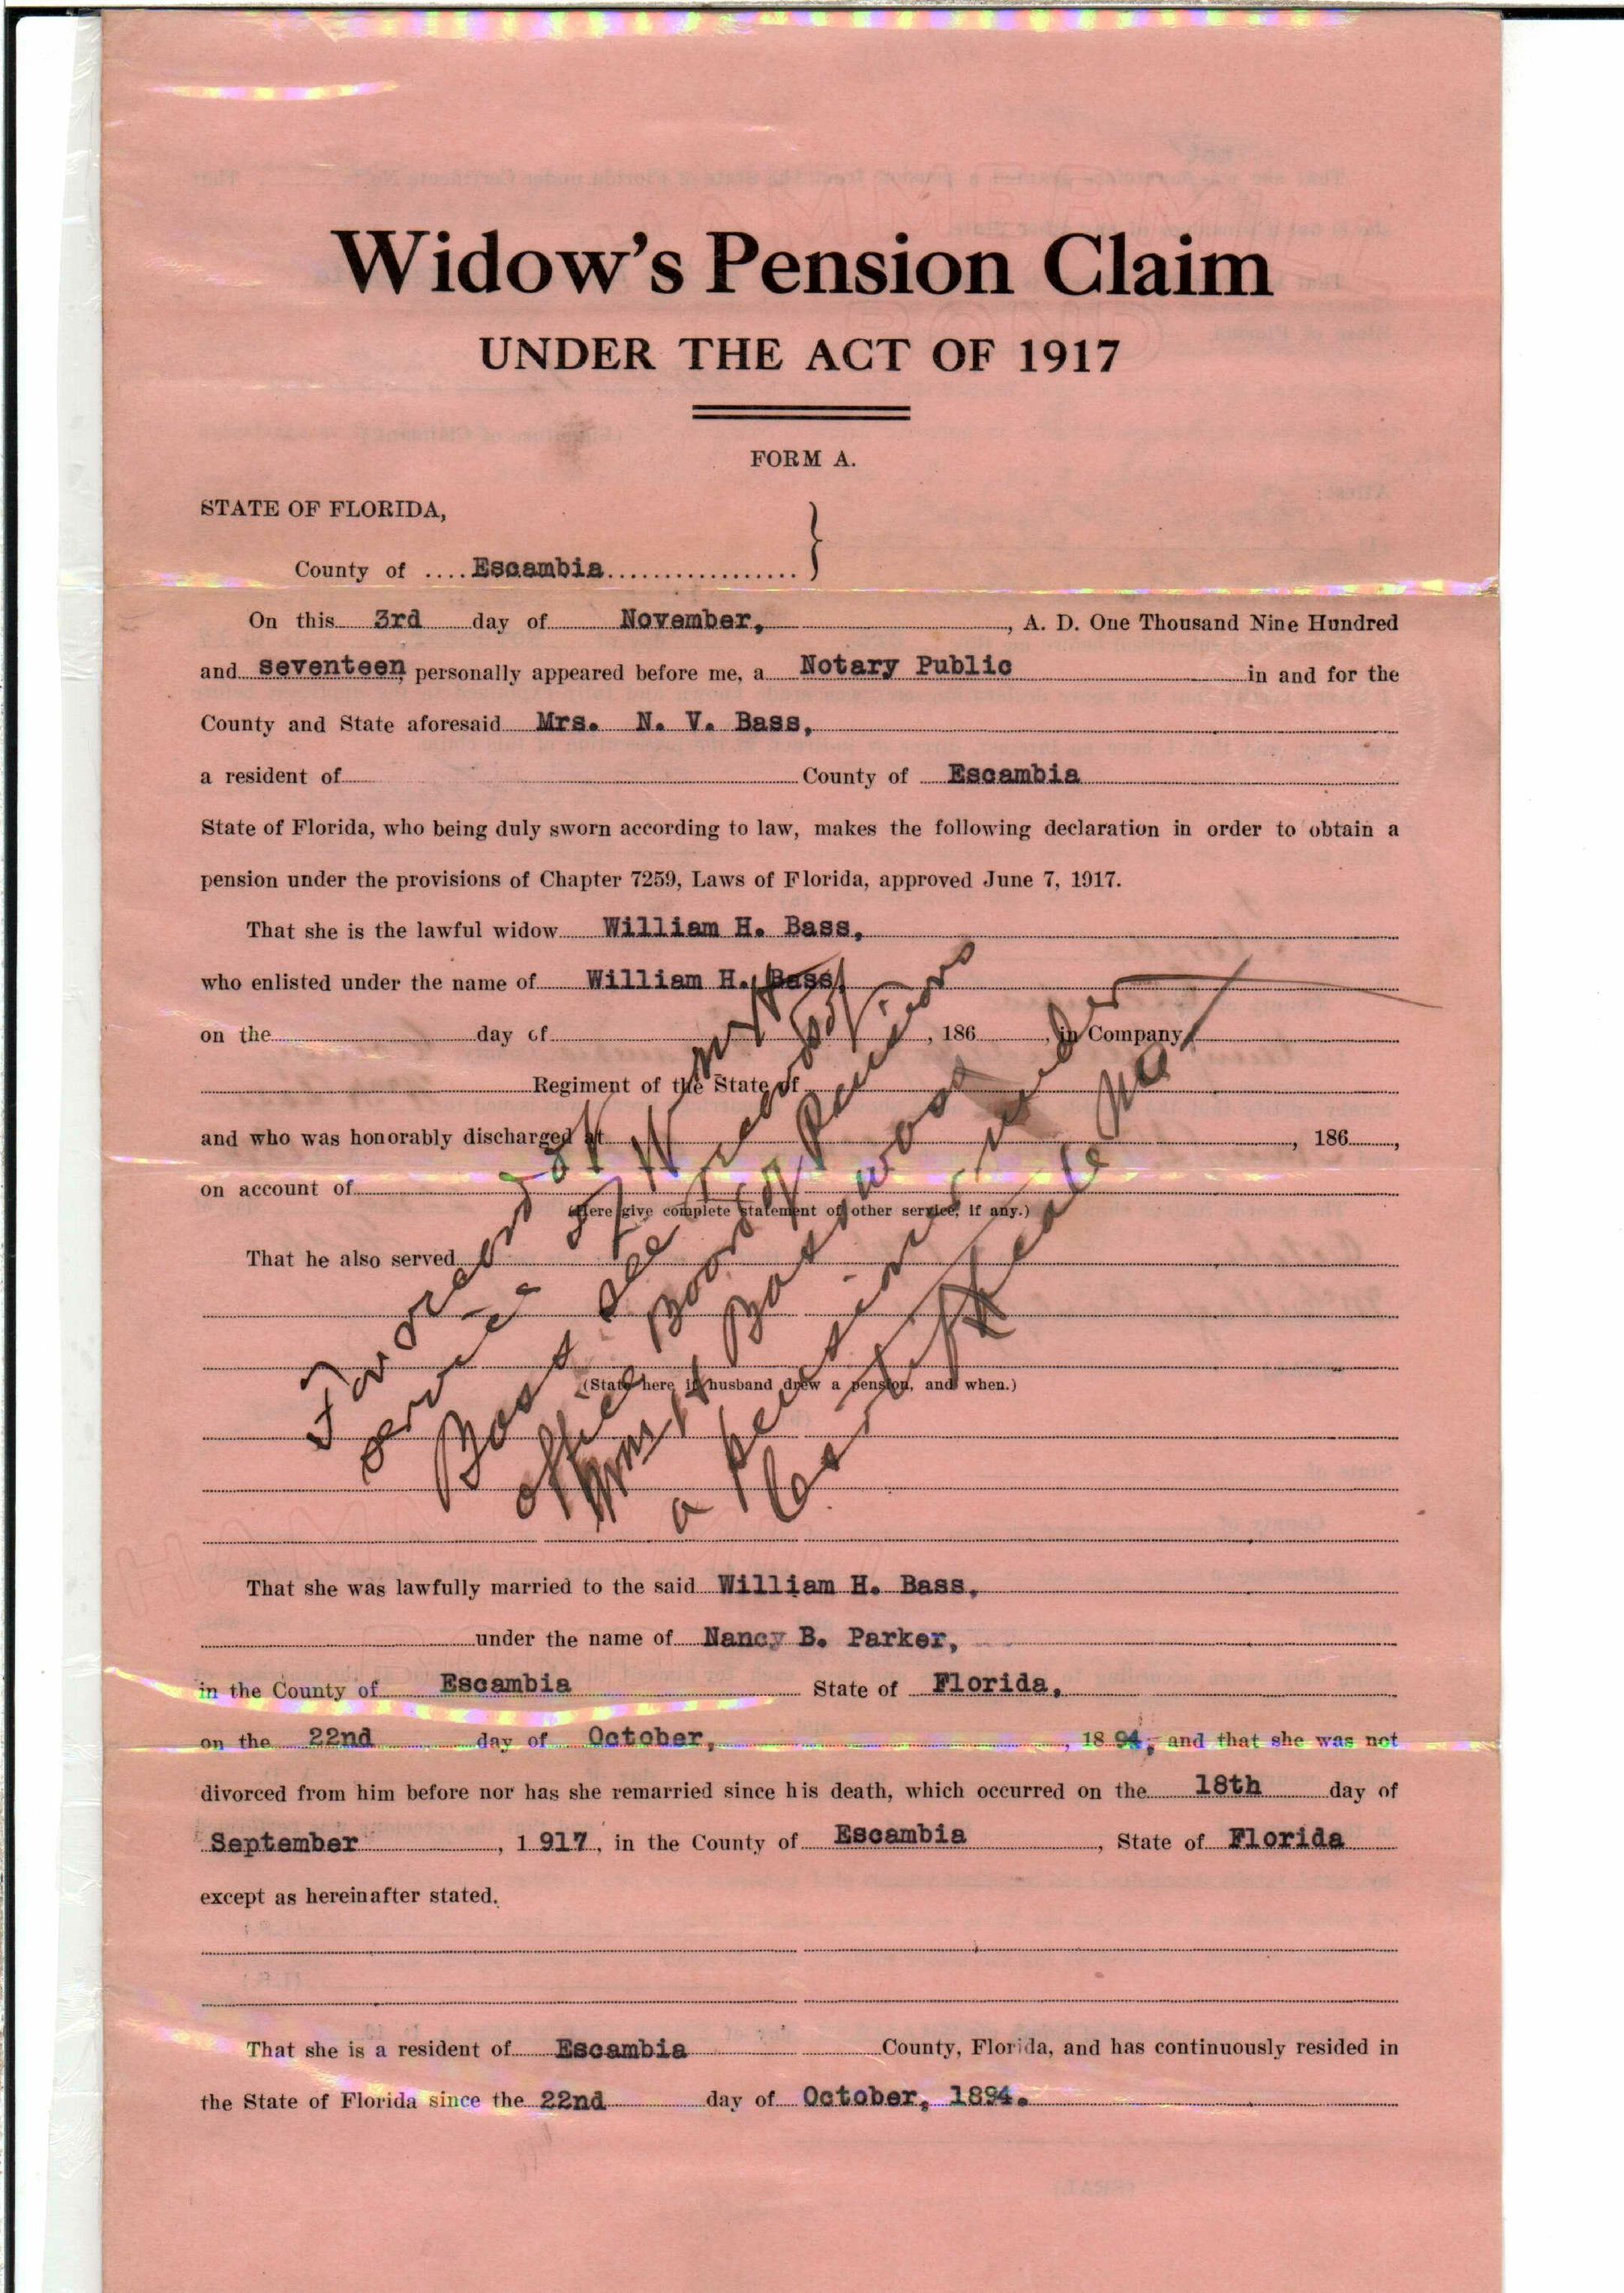 Widow's Pension Claim
UNDER THE ACT OF 1917
FORM A.
STATE OF FLORIDA,
County of .... Escambia.................. }
On this 3rd day of November, , A. D. One Thousand Nine Hundred
and seventeen, personally appeared before me, a Notary Public in and for the
County and State aforesaid Mrs. N. V. Bass,
a resident of County of Escambia
State of Florida, who being duly sworn according to law, makes the following declaration in order to obtain a
pension under the provisions of Chapter 7259, Laws of Florida, approved June 7, 1917.
That she is the lawful widow William H. Bass,
who enlisted under the name of William H. Bass,
on the day of , 186 , in Company
Regiment of the State of
and who was honorably discharged at , 186 ,
on account of
(Here give complete statement of other service, if any.)
That he also served
(State here if husband drew a pension, and when.)
For record of
service of W
Bass see record
office Board of Pensions
Wm H Bass was
a pensioner under
Certificate No
That she was lawfully married to the said William H. Bass,
under the name of Nancy B. Parker,
in the County of Escambia State of Florida,
on the 22nd day of October, , 18 94, and that she was not
divorced from him before nor has she remarried since his death, which occurred on the 18th day of
September , 1 917 , in the County of Escambia , State of Florida
except as hereinafter stated.
That she is a resident of Escambia County, Florida, and has continuously resided in
the State of Florida since the 22nd day of October, 1894.